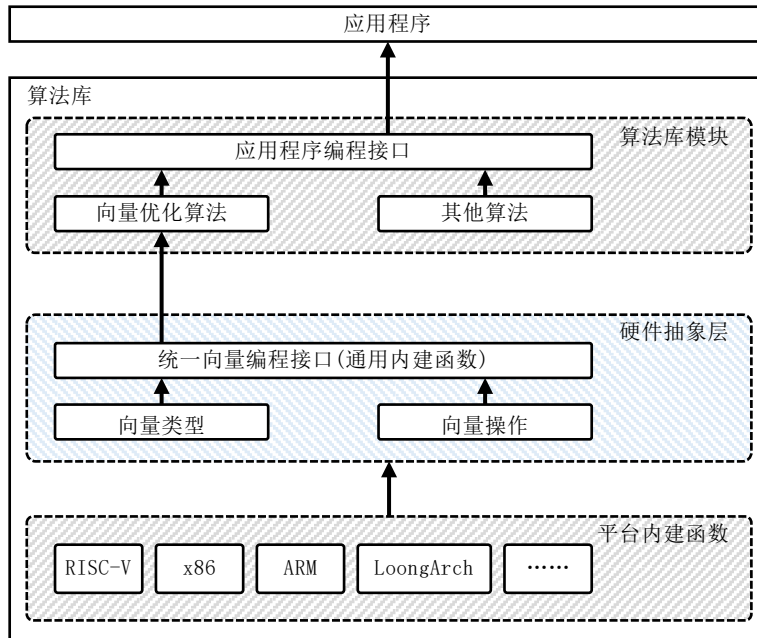 应用程序
算法库
算法库模块
应用程序编程接口
向量优化算法
其他算法
硬件抽象层
统一向量编程接口(通用内建函数)
向量类型
向量操作
平台内建函数
RISC-V
x86
ARM
LoongArch
……